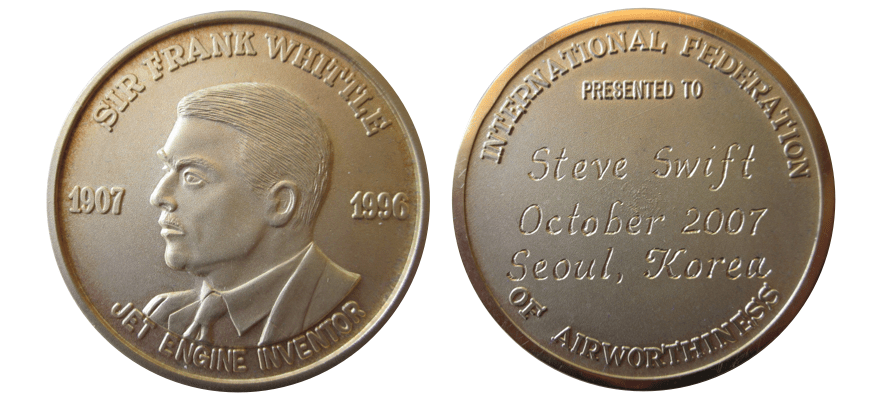 SIR FRANK WHITTLE
1907 1996
JET ENGINE INVENTOR
INTERNATIONAL FEDERATION
PRESENTED TO
Steve Swift
October 2007
Seoul, Korea
OF AIRWORTHINESS